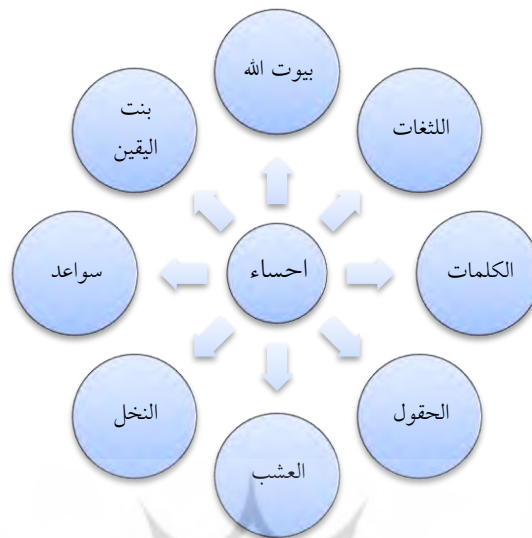 بيوت الله
اللثغات
الكلمات
الحقول
العشب
النخل
سواعد
بنت
اليقين
احساء